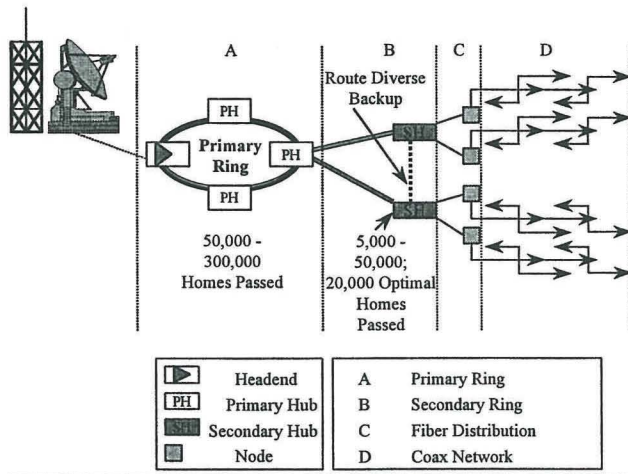 A B C D
Route Diverse
Backup
PH
SH
Primary
Ring
PH
PH
SH
50,000 -
300,000
Homes Passed
5,000 -
50,000;
20,000 Optimal
Homes
Passed
Headend
PH Primary Hub
SH Secondary Hub
Node
A Primary Ring
B Secondary Ring
C Fiber Distribution
D Coax Network